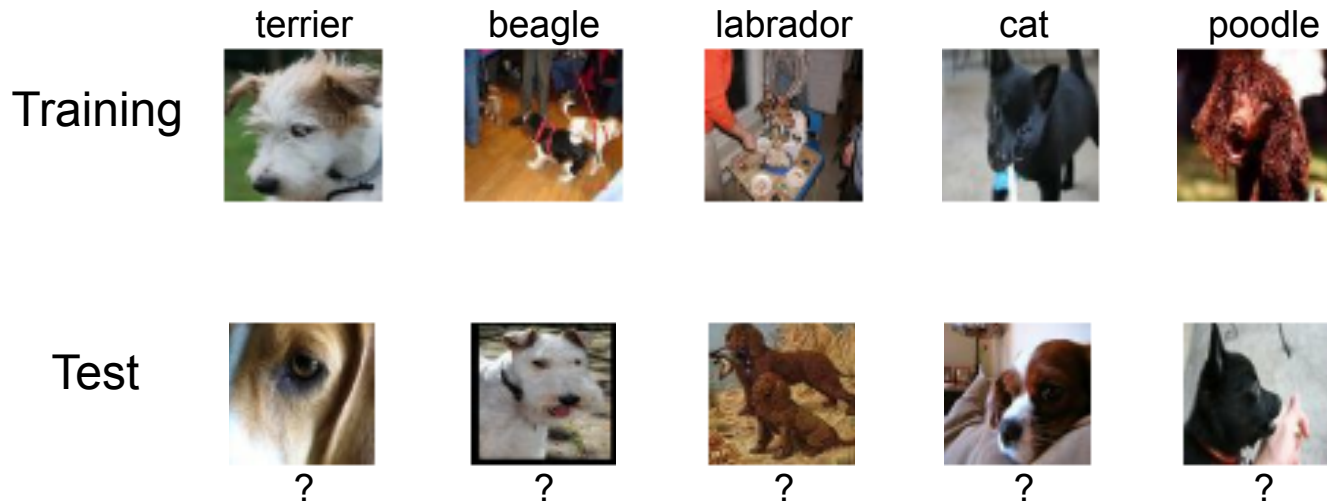 terrier beagle labrador cat poodle
Training
Test
? ? ? ? ?